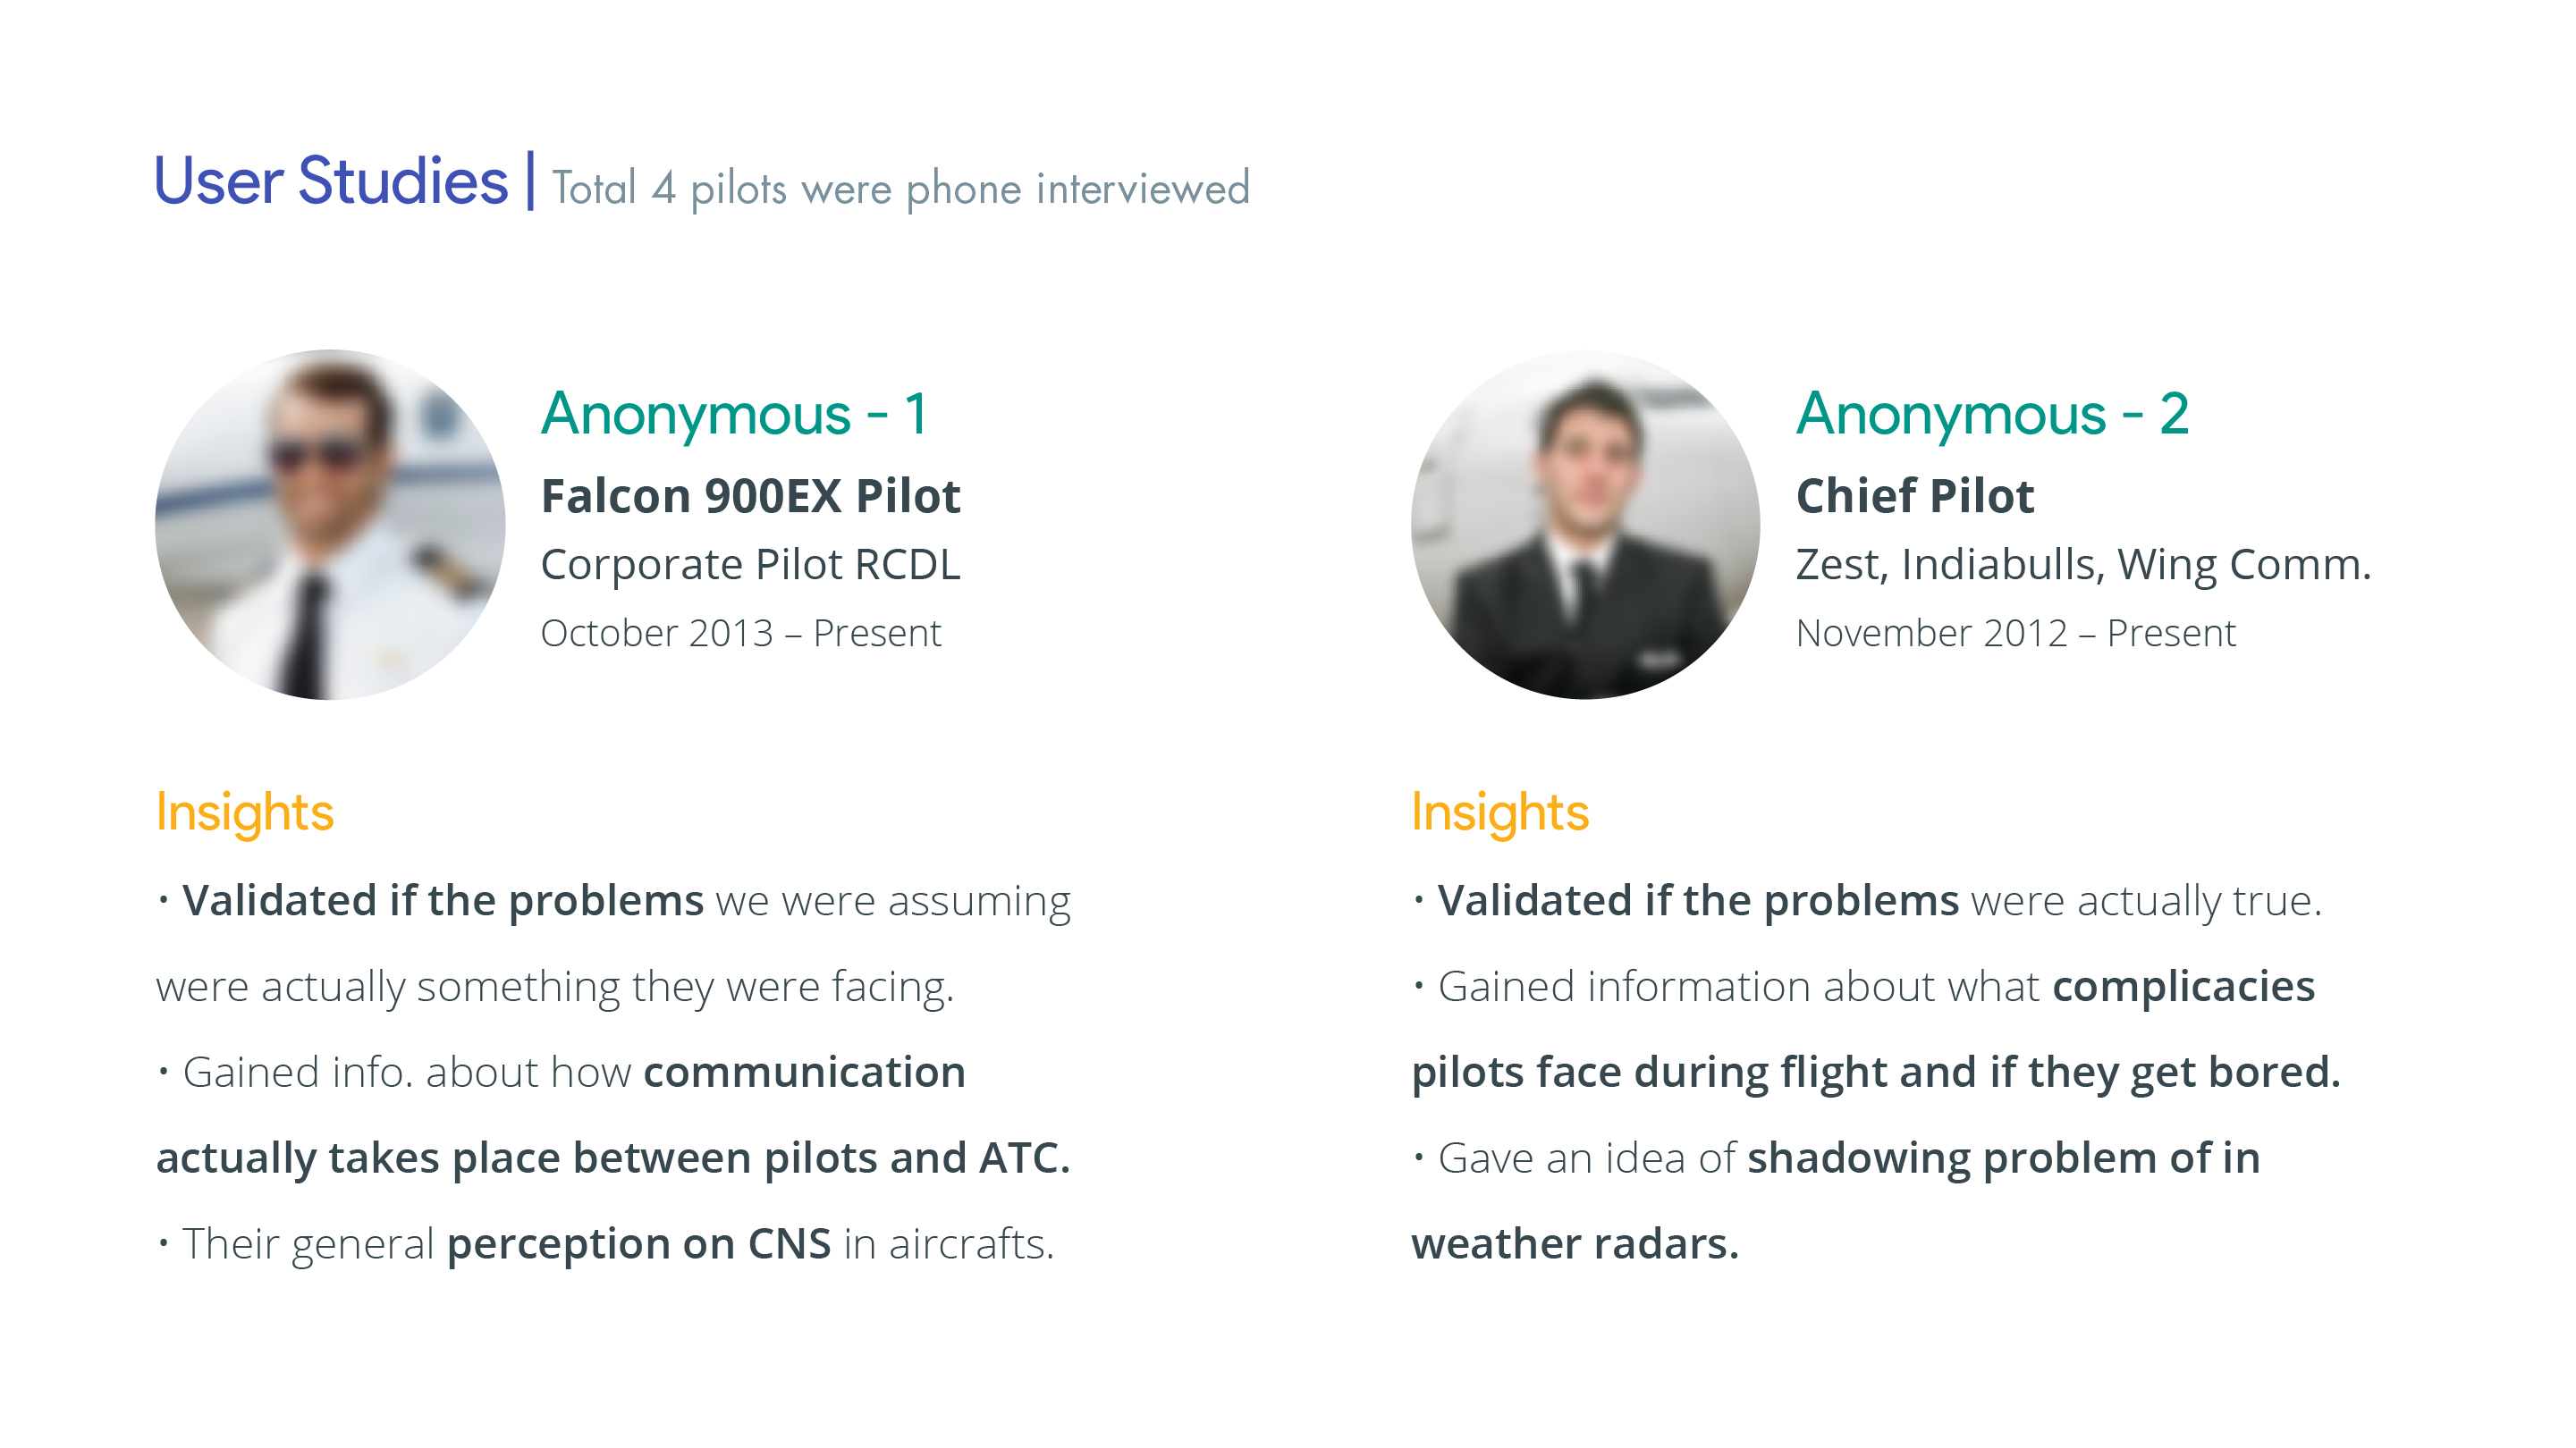 User Studies | Total 4 pilots were phone interviewed
Anonymous - 1
Falcon 900EX Pilot
Corporate Pilot RCDL
October 2013 – Present
Insights
· Validated if the problems we were assuming
were actually something they were facing.
· Gained info. about how communication
actually takes place between pilots and ATC.
· Their general perception on CNS in aircrafts.
Anonymous - 2
Chief Pilot
Zest, Indiabulls, Wing Comm.
November 2012 – Present
Insights
· Validated if the problems were actually true.
· Gained information about what complicacies
pilots face during flight and if they get bored.
· Gave an idea of shadowing problem of in
weather radars.